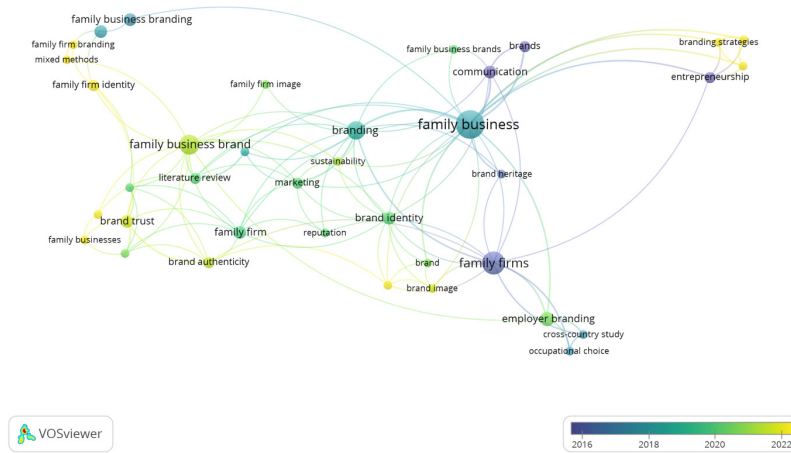 family business branding
family firm branding
mixed methods
family firm identity
family business brands
brands
communication
branding strategies
entrepreneurship
family firm image
family business
branding
family business brand
sustainability
literature review
marketing
brand heritage
brand trust
brand identity
family businesses
family firm
reputation
brand authenticity
brand
family firms
brand image
employer branding
cross-country study
occupational choice
VOSviewer
2016 2018 2020 2022